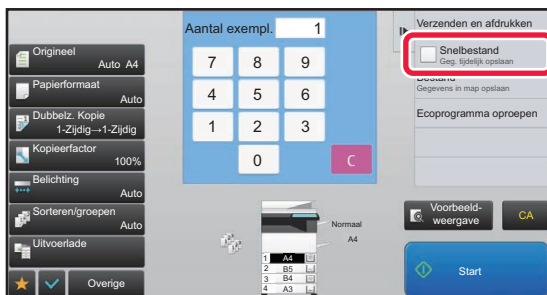 Origineel
Auto A4
Papierformaat
Auto
Dubbelz. Kopie
1-Zijdig→1-Zijdig
Kopieerfactor
100%
Belichting
Auto
Sorteren/groepen
Auto
Uitvoerlade
Overige
Aantal exempl. 1
7 8 9
4 5 6
1 2 3
0 C
Normaal
A4
1 A4
2 B5
3 B4
4 A3
Verzenden en afdrukken
Snelbestand
Geg. tijdelijk opslaan
Bestand
Gegevens in map opslaan
Ecoprogramma oproepen
Voorbeeld-
weergave
CA
Start